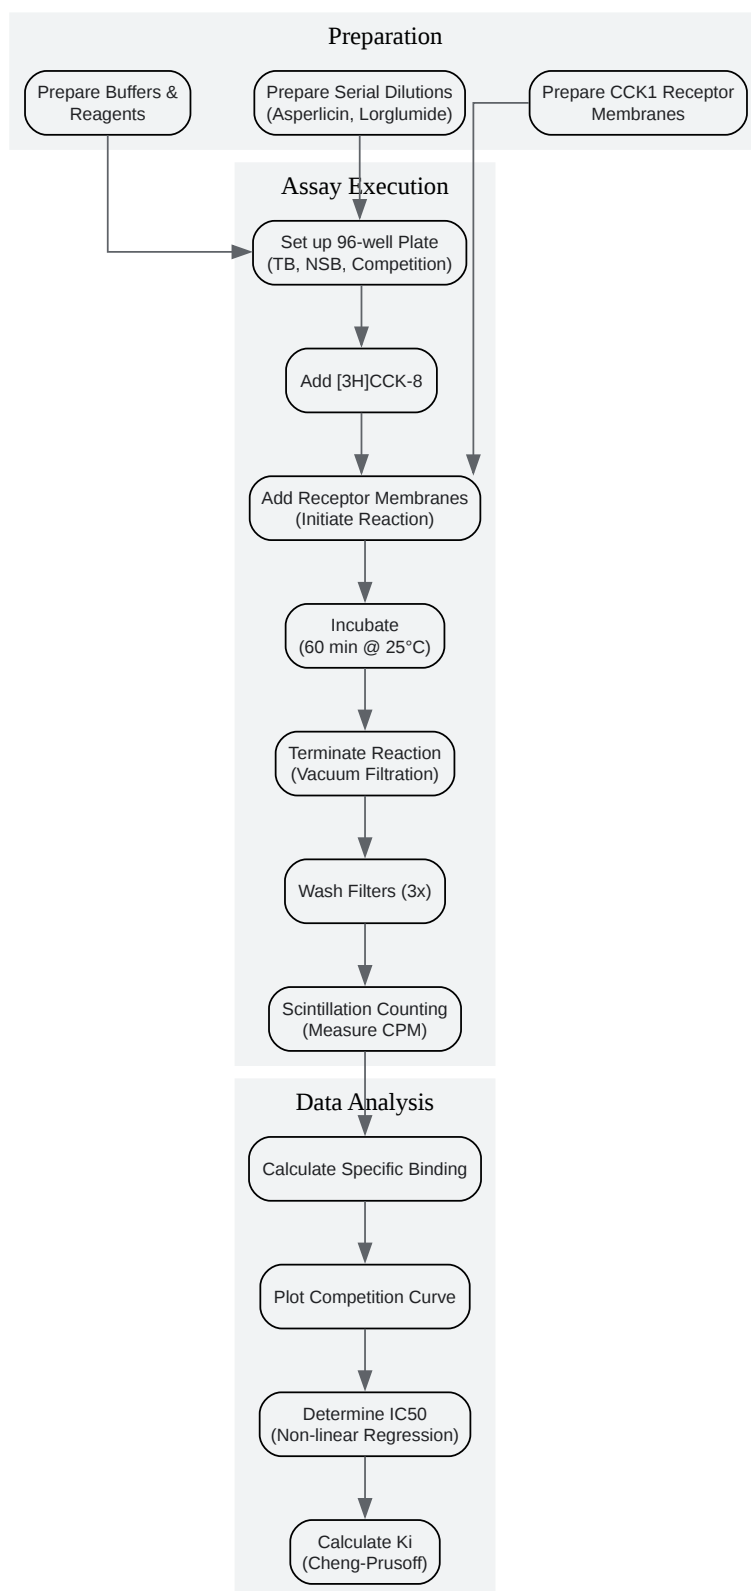 Preparation
Prepare Buffers &
Reagents
Prepare Serial Dilutions
(Asperlicin, Lorglumide)
Prepare CCK1 Receptor
Membranes
Assay Execution
Set up 96-well Plate
(TB, NSB, Competition)
Add [3H]CCK-8
Add Receptor Membranes
(Initiate Reaction)
Incubate
(60 min @ 25°C)
Terminate Reaction
(Vacuum Filtration)
Wash Filters (3x)
Scintillation Counting
(Measure CPM)
Data Analysis
Calculate Specific Binding
Plot Competition Curve
Determine IC50
(Non-linear Regression)
Calculate Ki
(Cheng-Prusoff)